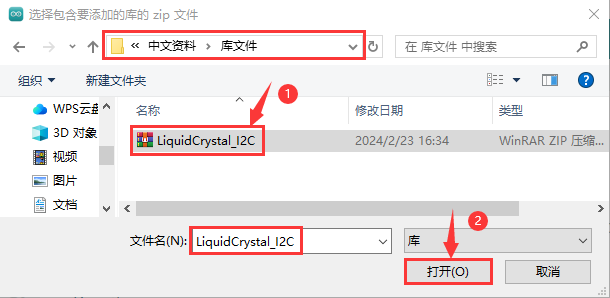 选择包含要添加的库的 zip 文件
« 中文资料 › 库文件
在 库文件 中搜索
组织 新建文件夹
名称 修改日期 类型
1
WPS云盘
LiquidCrystal_I2C 2024/2/23 16:34 WinRAR ZIP 压缩...
3D 对象
视频
图片
文档
2
文件名(N): LiquidCrystal_I2C 库
打开(O) 取消